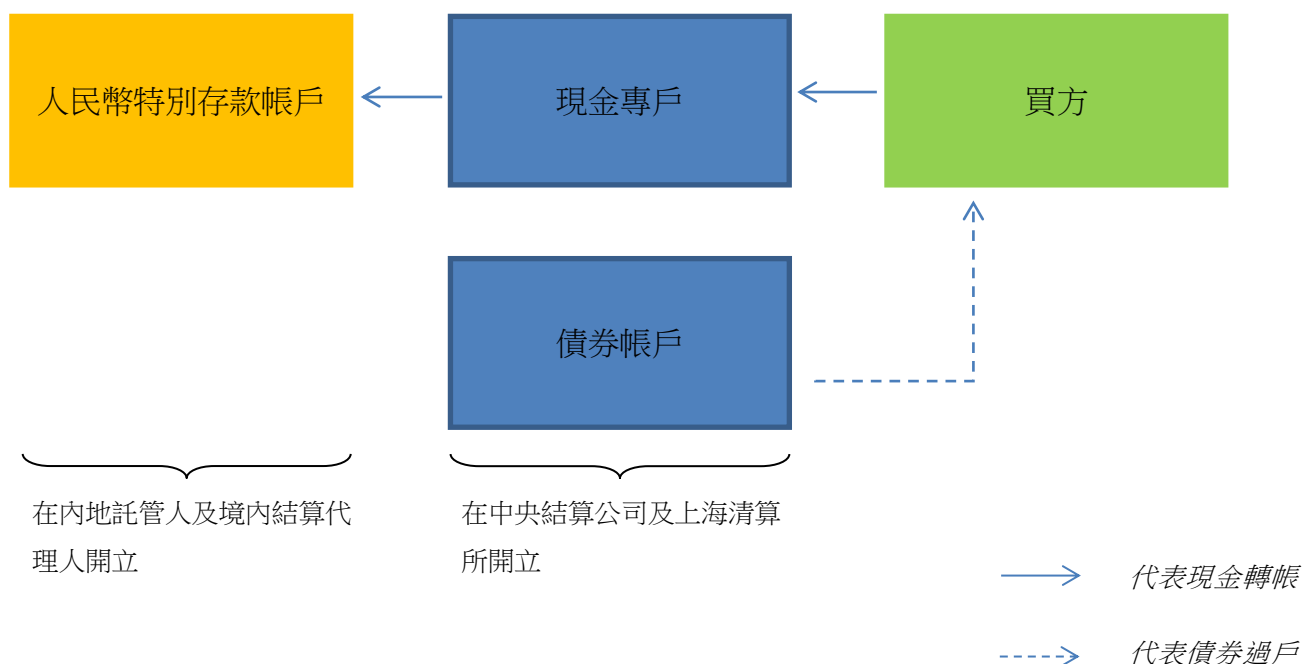 人民幣特別存款帳戶
現金專戶
買方
債券帳戶
在內地託管人及境內結算代
理人開立
在中央結算公司及上海清算
所開立
代表現金轉帳
代表債券過戶